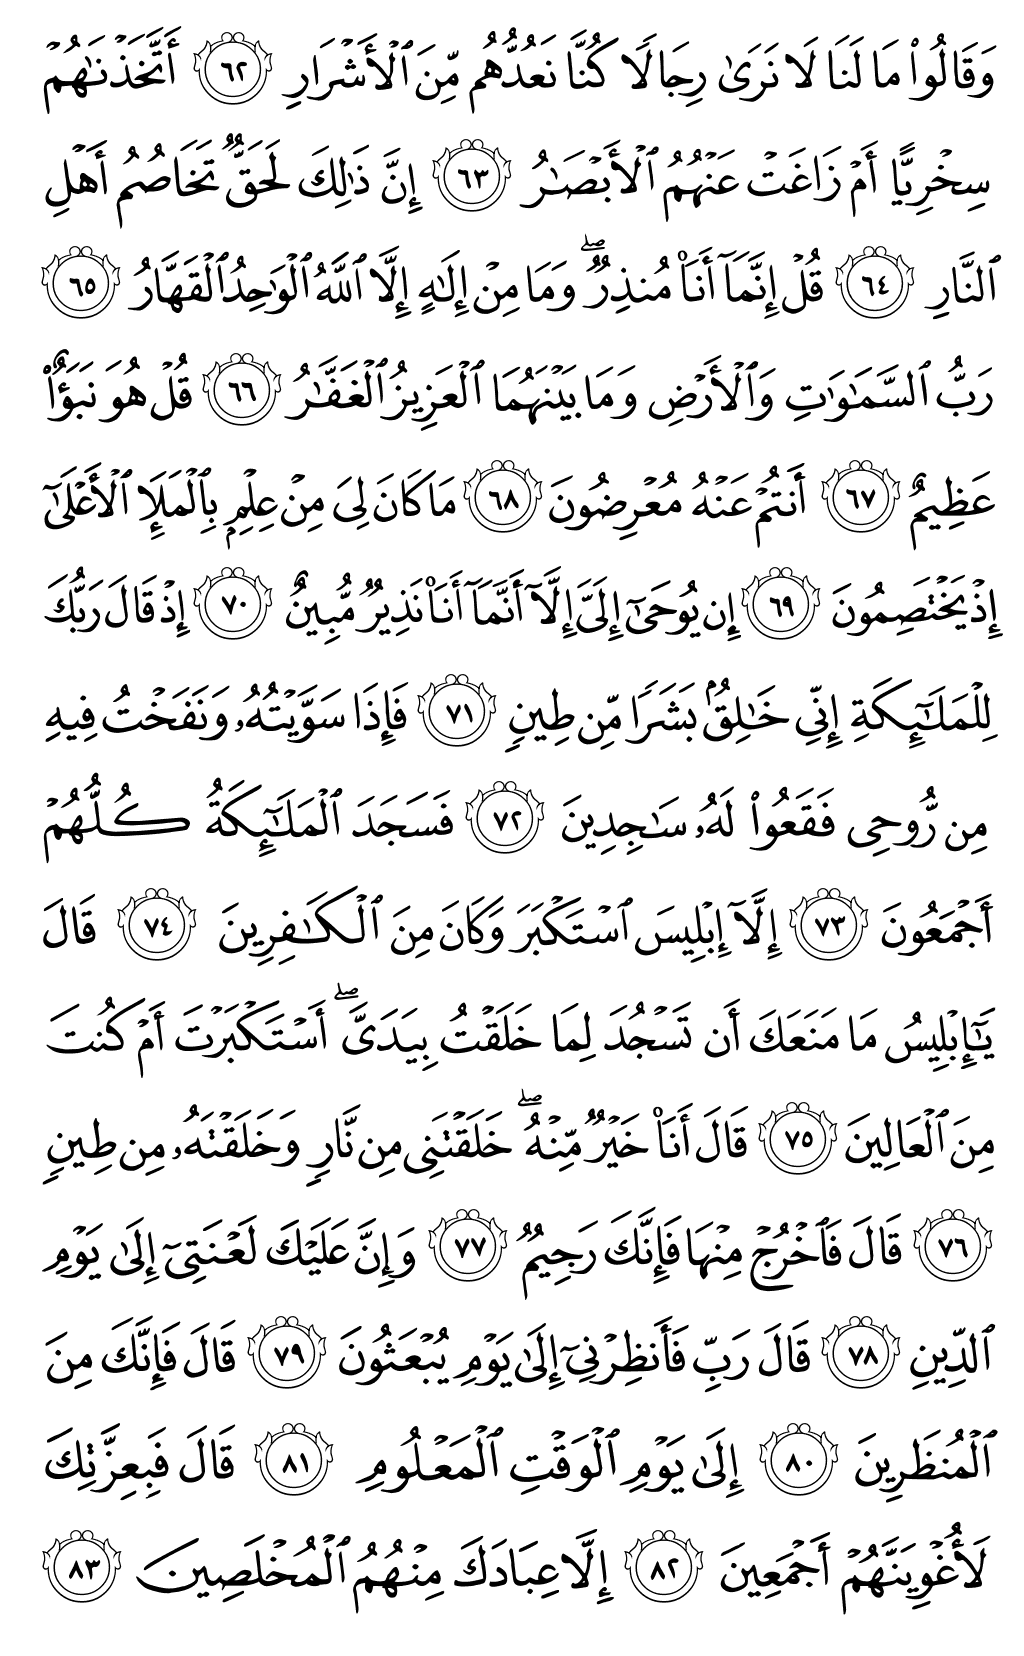 وَقَالُوا۟ مَا لَنَا لَا نَرَىٰ رِجَالًا كُنَّا نَعُدُّهُم مِّنَ ٱلْأَشْرَارِ ٦٢ أَتَّخَذْنَـٰهُمْ
سِخْرِيًّا أَمْ زَاغَتْ عَنْهُمُ ٱلْأَبْصَـٰرُ ٦٣ إِنَّ ذَٰلِكَ لَحَقٌّ تَخَاصُمُ أَهْلِ
ٱلنَّارِ ٦٤ قُلْ إِنَّمَآ أَنَا۠ مُنذِرٌ ۖ وَمَا مِنْ إِلَـٰهٍ إِلَّا ٱللَّهُ ٱلْوَٰحِدُ ٱلْقَهَّارُ ٦٥
رَبُّ ٱلسَّمَـٰوَٰتِ وَٱلْأَرْضِ وَمَا بَيْنَهُمَا ٱلْعَزِيزُ ٱلْغَفَّـٰرُ ٦٦ قُلْ هُوَ نَبَؤٌا۟
عَظِيمٌ ٦٧ أَنتُمْ عَنْهُ مُعْرِضُونَ ٦٨ مَا كَانَ لِىَ مِنْ عِلْمٍۭ بِٱلْمَلَإِ ٱلْأَعْلَىٰٓ
إِذْ يَخْتَصِمُونَ ٦٩ إِن يُوحَىٰٓ إِلَىَّ إِلَّآ أَنَّمَآ أَنَا۠ نَذِيرٌ مُّبِينٌ ٧٠ إِذْ قَالَ رَبُّكَ
لِلْمَلَـٰٓئِكَةِ إِنِّى خَـٰلِقٌۢ بَشَرًا مِّن طِينٍ ٧١ فَإِذَا سَوَّيْتُهُۥ وَنَفَخْتُ فِيهِ
مِن رُّوحِى فَقَعُوا۟ لَهُۥ سَـٰجِدِينَ ٧٢ فَسَجَدَ ٱلْمَلَـٰٓئِكَةُ كُلُّهُمْ
أَجْمَعُونَ ٧٣ إِلَّآ إِبْلِيسَ ٱسْتَكْبَرَ وَكَانَ مِنَ ٱلْكَـٰفِرِينَ ٧٤ قَالَ
يَـٰٓإِبْلِيسُ مَا مَنَعَكَ أَن تَسْجُدَ لِمَا خَلَقْتُ بِيَدَىَّ ۖ أَسْتَكْبَرْتَ أَمْ كُنتَ
مِنَ ٱلْعَالِينَ ٧٥ قَالَ أَنَا۠ خَيْرٌ مِّنْهُ ۖ خَلَقْتَنِى مِن نَّارٍ وَخَلَقْتَهُۥ مِن طِينٍ
٧٦ قَالَ فَٱخْرُجْ مِنْهَا فَإِنَّكَ رَجِيمٌ ٧٧ وَإِنَّ عَلَيْكَ لَعْنَتِىٓ إِلَىٰ يَوْمِ
ٱلدِّينِ ٧٨ قَالَ رَبِّ فَأَنظِرْنِىٓ إِلَىٰ يَوْمِ يُبْعَثُونَ ٧٩ قَالَ فَإِنَّكَ مِنَ
ٱلْمُنظَرِينَ ٨٠ إِلَىٰ يَوْمِ ٱلْوَقْتِ ٱلْمَعْلُومِ ٨١ قَالَ فَبِعِزَّتِكَ
لَأُغْوِيَنَّهُمْ أَجْمَعِينَ ٨٢ إِلَّا عِبَادَكَ مِنْهُمُ ٱلْمُخْلَصِينَ ٨٣